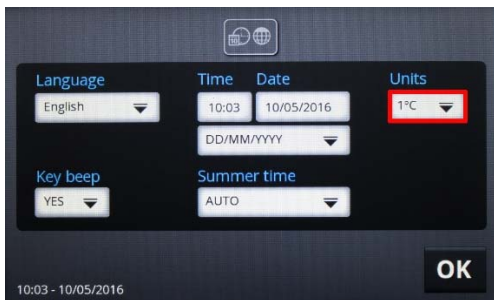 10
Language Time Date Units
English 10:03 10/05/2016 1°C
DD/MM/YYYY
Key beep Summer time
YES AUTO
OK
10:03 - 10/05/2016